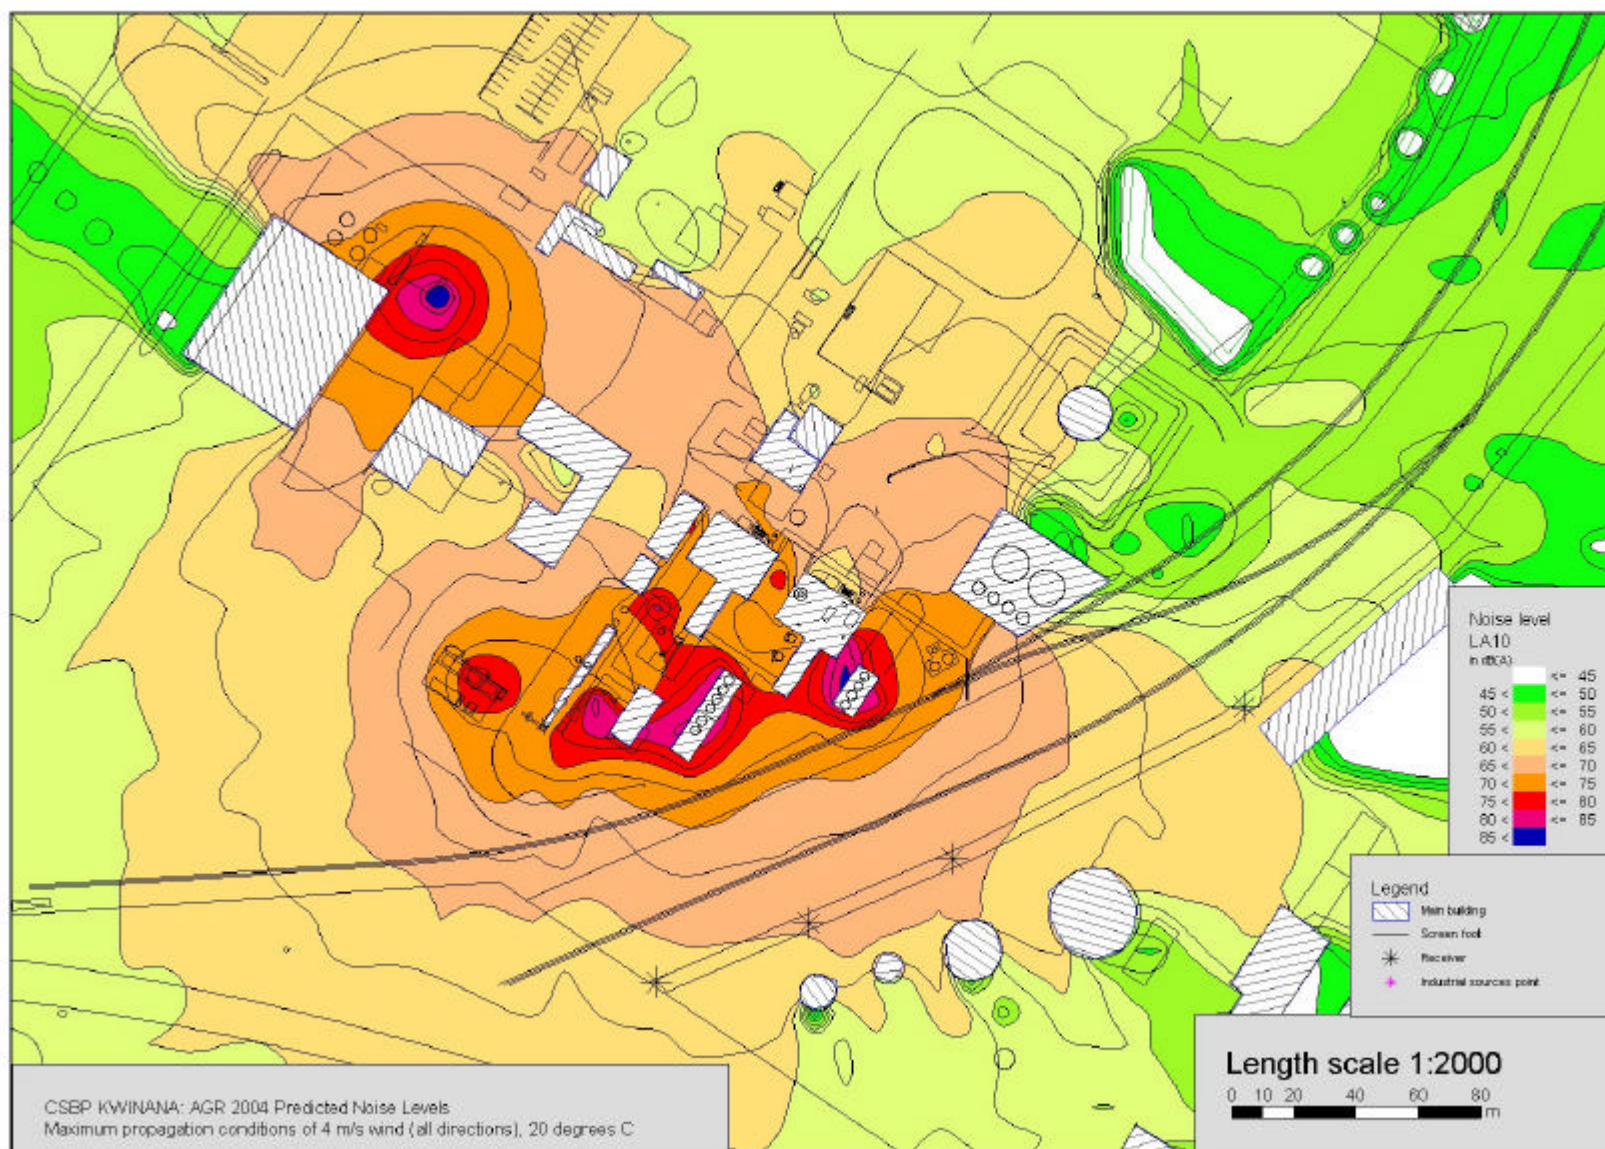 Noise level
LA10
in dB(A)
<= 45
45 < <= 50
50 < <= 55
55 < <= 60
60 < <= 65
65 < <= 70
70 < <= 75
75 < <= 80
80 < <= 85
85 <
Legend
Main building
Screen foot
Receiver
Industrial sources point
Length scale 1:2000
0 10 20 40 60 80
m
CSBP KWINANA: AGR 2004 Predicted Noise Levels
Maximum propagation conditions of 4 m/s wind (all directions), 20 degrees C